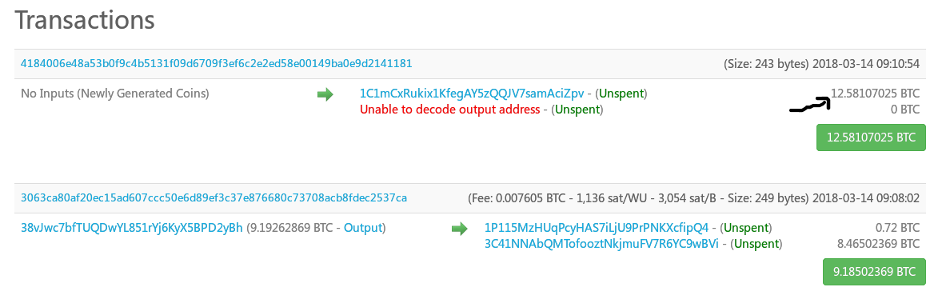 Transactions
4184006e48a53b0f9c4b5131f09d6709f3ef6c2e2ed58e00149ba0e9d2141181 (Size: 243 bytes) 2018-03-14 09:10:54
No Inputs (Newly Generated Coins) 1C1mCxRukix1KfegAY5zQQJV7samAciZpv - (Unspent) 12.58107025 BTC
Unable to decode output address - (Unspent) 0 BTC
12.58107025 BTC
3063ca80af20ec15ad607ccc50e6d89ef3c37e876680c73708acb8fdec2537ca (Fee: 0.007605 BTC - 1,136 sat/WU - 3,054 sat/B - Size: 249 bytes) 2018-03-14 09:08:02
38vJwc7bfTUQDwYL851rYj6KyX5BPD2yBh (9.19262869 BTC - Output) 1P115MzHUqPcyHAS7iLjU9PrPNKXcfipQ4 - (Unspent) 0.72 BTC
3C41NNAbQMTofooztNkjmuFV7R6YC9wBVi - (Unspent) 8.46502369 BTC
9.18502369 BTC